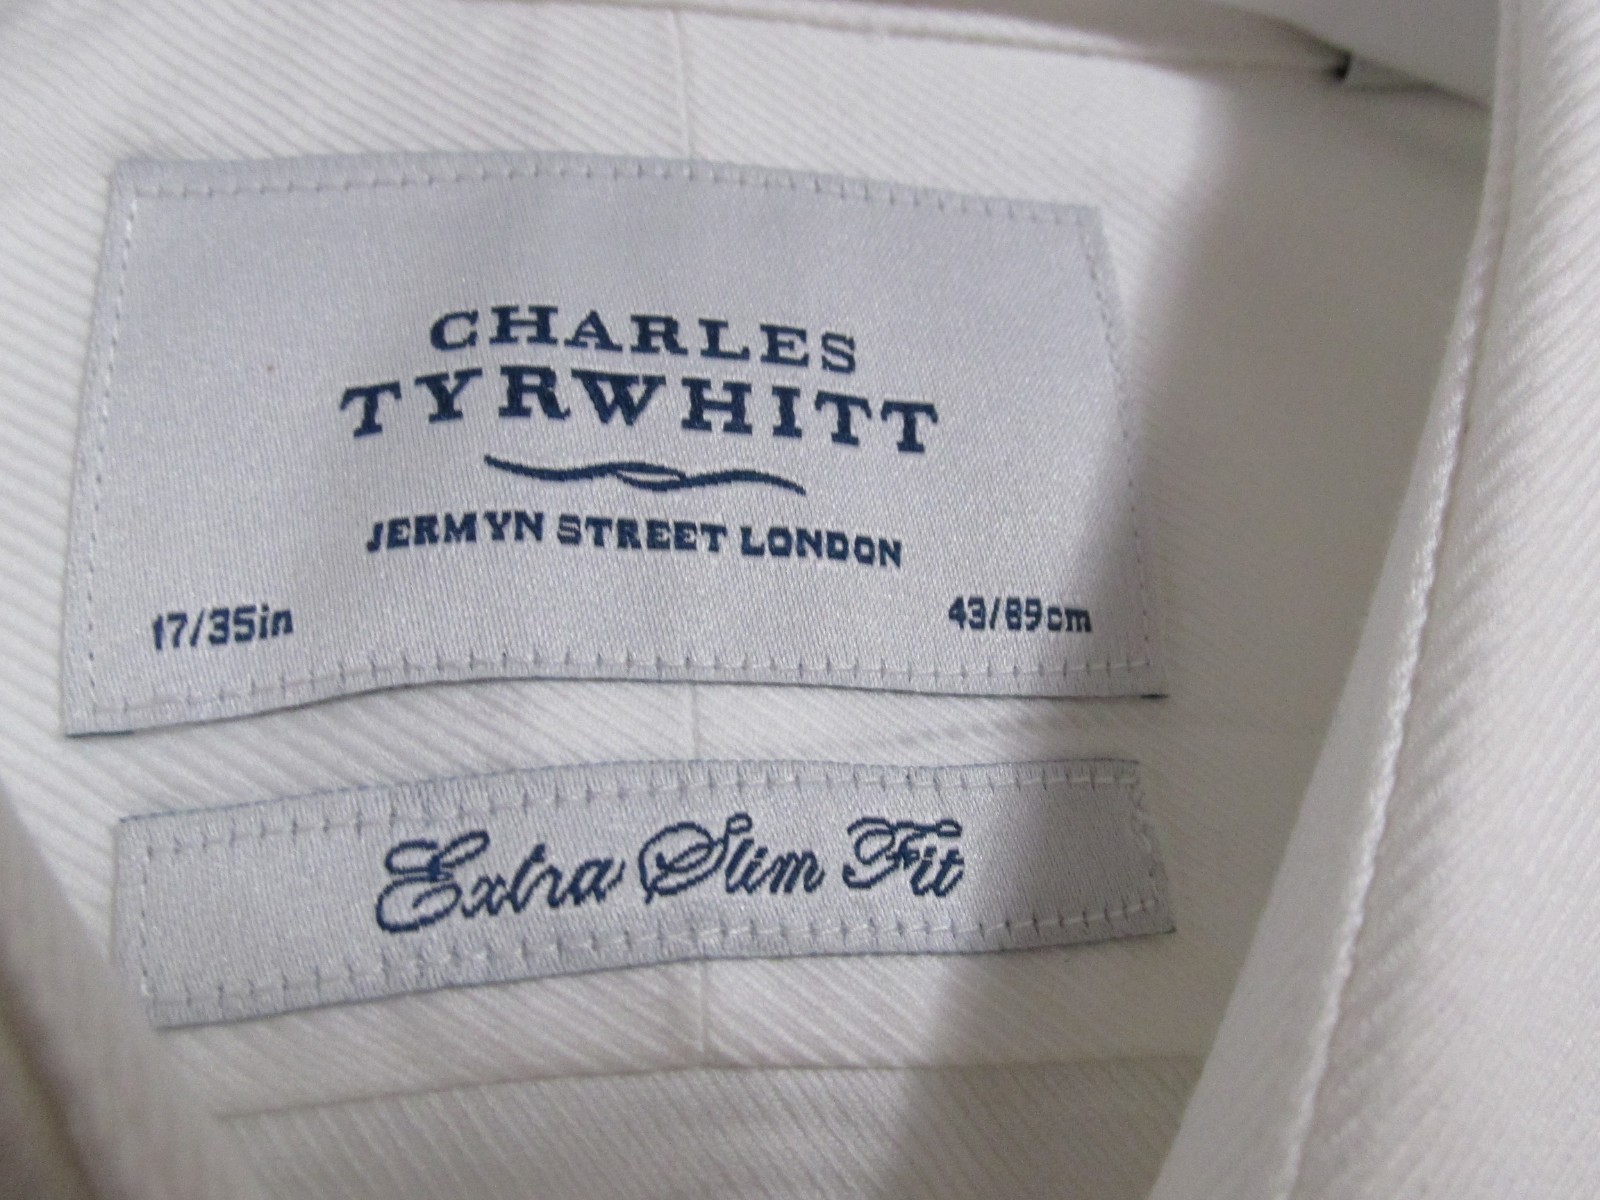 CHARLES
TYRWHITT
JERMYN STREET LONDON
17/35in 43/89cm
Extra Slim Fit